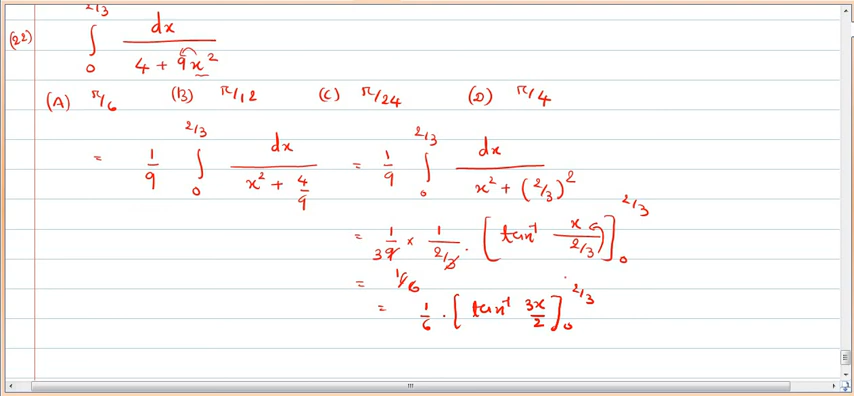 (22) ∫₀^{2/3} dx / (4 + 9x²)
(A) π/6 (B) π/12 (C) π/24 (D) π/4
= 1/9 ∫₀^{2/3} dx / (x² + 4/9) = 1/9 ∫₀^{2/3} dx / (x² + (2/3)²)
= 1/9 3 × 1/(2/3) · [tan⁻¹ x/(2/3)]₀^{2/3}
= 1/6
= 1/6 · [tan⁻¹ 3x/2]₀^{2/3}